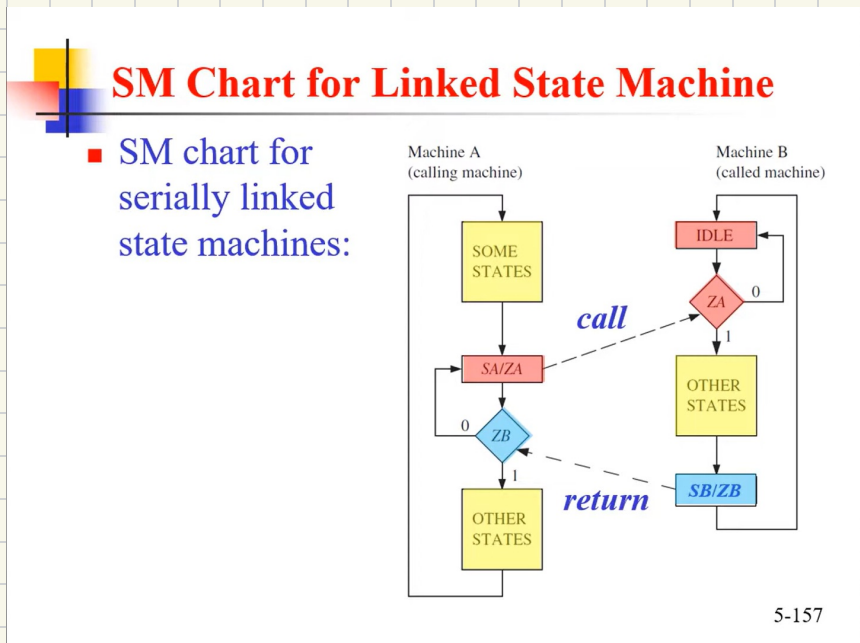 SM Chart for Linked State Machine
SM chart for
serially linked
state machines:
Machine A
(calling machine)
SOME
STATES
SA/ZA
0
ZB
1
OTHER
STATES
call
return
Machine B
(called machine)
IDLE
ZA
0
1
OTHER
STATES
SB/ZB
5-157